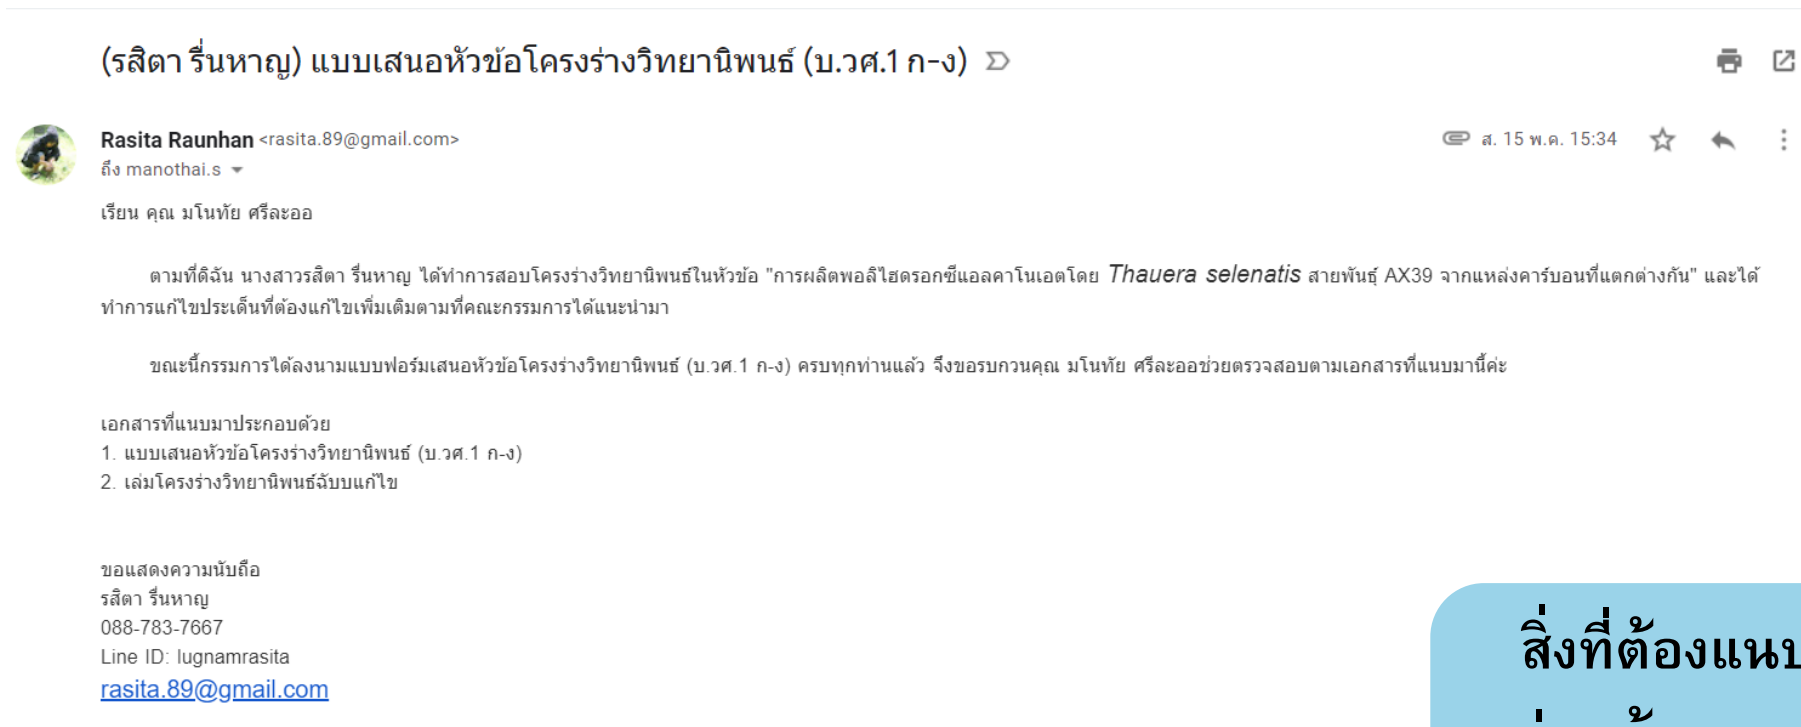 (รสิตา รื่นหาญ) แบบเสนอหัวข้อโครงร่างวิทยานิพนธ์ (บ.วศ.1 ก-ง)
Rasita Raunhan <rasita.89@gmail.com>
ส. 15 พ.ค. 15:34
ถึง manothai.s
เรียน คุณ มโนทัย ศรีละออ
ตามที่ดิฉัน นางสาวรสิตา รื่นหาญ ได้ทำการสอบโครงร่างวิทยานิพนธ์ในหัวข้อ "การผลิตพอลิไฮดรอกซีแอลคาโนเอตโดย Thauera selenatis สายพันธุ์ AX39 จากแหล่งคาร์บอนที่แตกต่างกัน" และได้
ทำการแก้ไขประเด็นที่ต้องแก้ไขเพิ่มเติมตามที่คณะกรรมการได้แนะนำมา
ขณะนี้กรรมการได้ลงนามแบบฟอร์มเสนอหัวข้อโครงร่างวิทยานิพนธ์ (บ.วศ.1 ก-ง) ครบทุกท่านแล้ว จึงขอรบกวนคุณ มโนทัย ศรีละออช่วยตรวจสอบตามเอกสารที่แนบมานี้ค่ะ
เอกสารที่แนบมาประกอบด้วย
1. แบบเสนอหัวข้อโครงร่างวิทยานิพนธ์ (บ.วศ.1 ก-ง)
2. เล่มโครงร่างวิทยานิพนธ์ฉบับแก้ไข
ขอแสดงความนับถือ
รสิตา รื่นหาญ
088-783-7667
Line ID: lugnamrasita
rasita.89@gmail.com
สิ่งที่ต้องแนบ